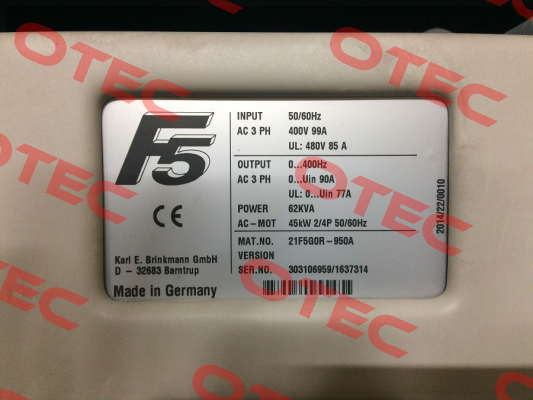 F5
CE
Karl E. Brinkmann GmbH
D – 32683 Barntrup
Made in Germany
INPUT 50/60Hz
AC 3 PH 400V 99A
UL: 480V 85 A
OUTPUT 0...400Hz
AC 3 PH 0...Uin 90A
UL: 0...Uin 77A
POWER 62KVA
AC–MOT 45kW 2/4P 50/60Hz
MAT.NO. 21F5G0R–950A
VERSION
SER.NO. 303106959/1637314
2014/22/0010
OTEC
OTEC
OTEC
OTEC
OTEC
OTEC
OTEC
OTEC
OTEC